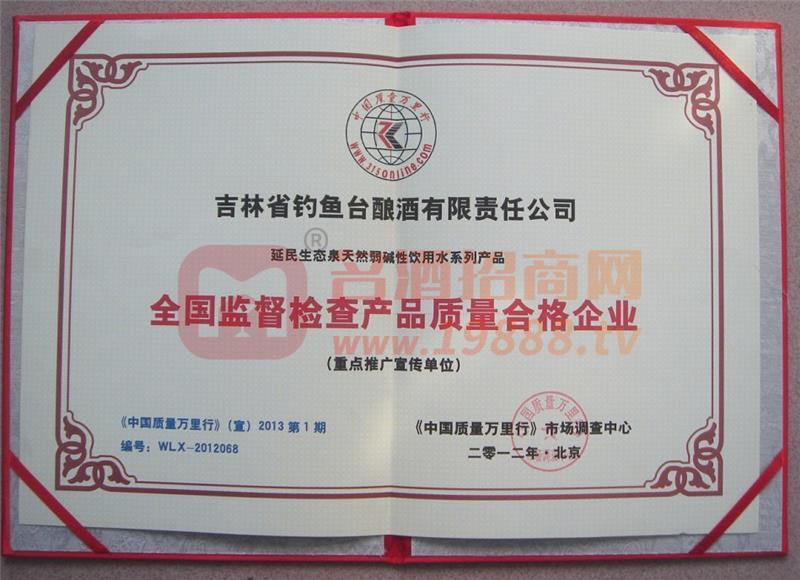 中国质量万里行
www.315online.com
吉林省钓鱼台酿酒有限责任公司
延民生态泉天然弱碱性饮用水系列产品
®
名酒招商网
全国监督检查产品质量合格企业
www.19888.tv
(重点推广宣传单位)
《中国质量万里行》(宣) 2013 第 1 期
编号: WLX-2012068
《中国质量万里行》市场调查中心
二零一二年·北京